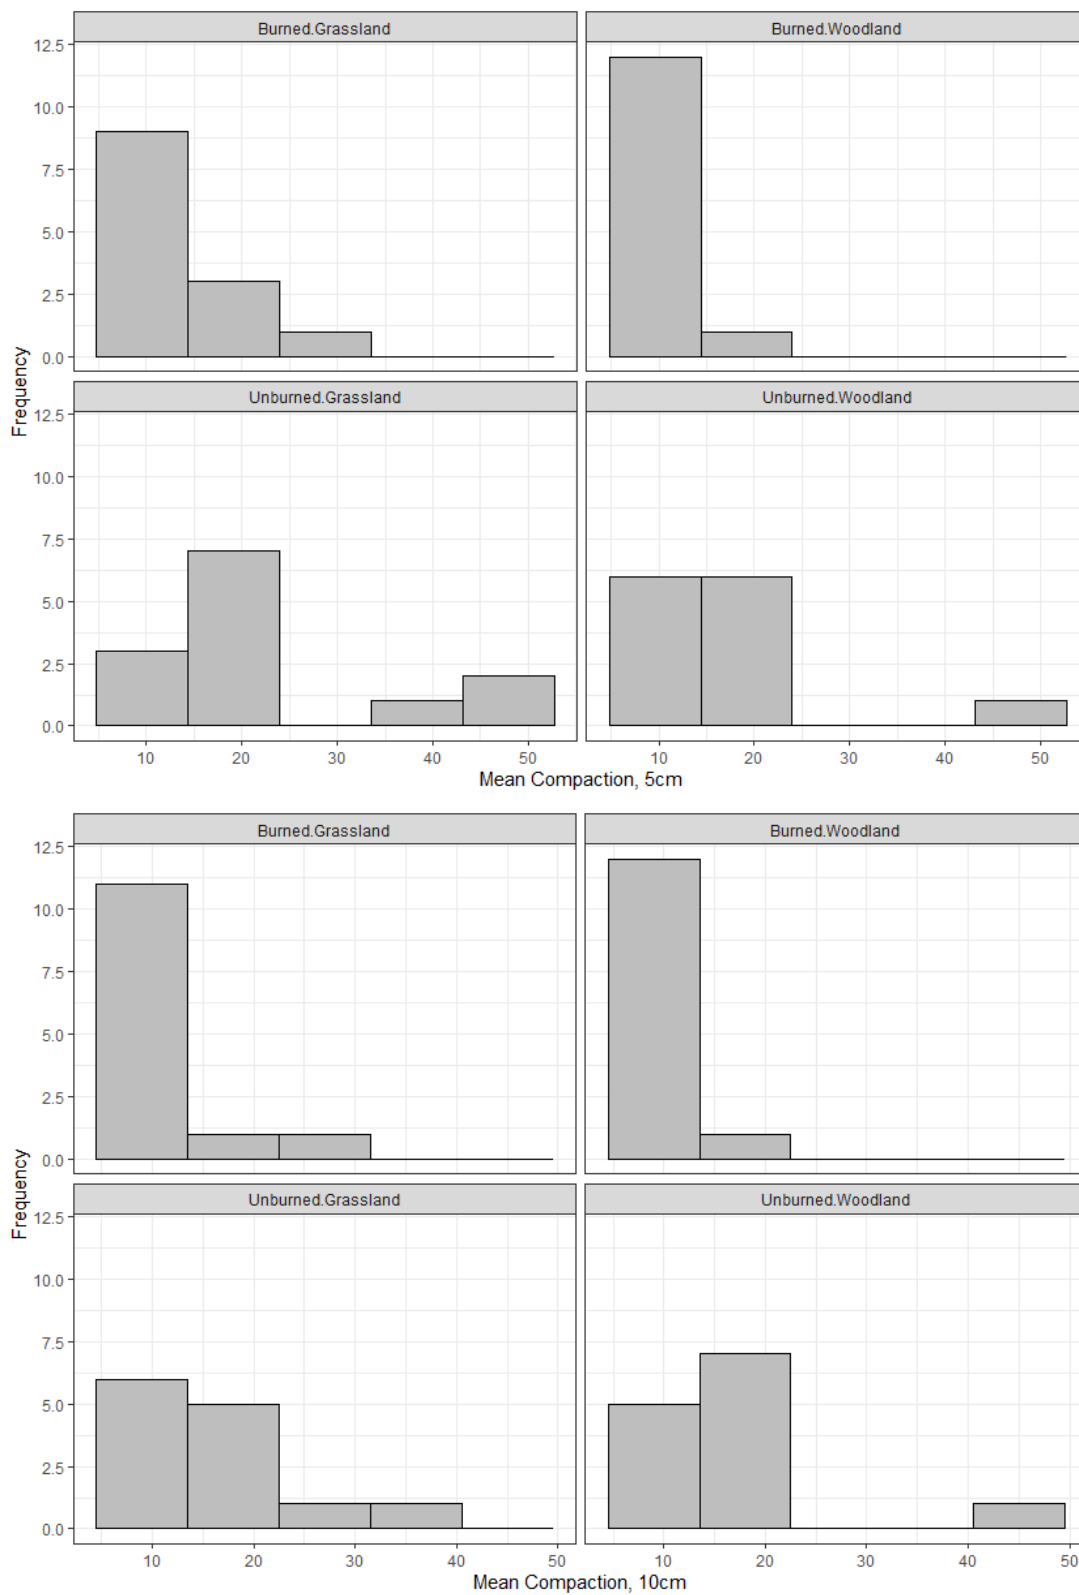 Burned.Grassland
Burned.Woodland
12.5
10.0
7.5
5.0
2.5
0.0
Unburned.Grassland
Unburned.Woodland
12.5
10.0
7.5
5.0
2.5
0.0
Frequency
10 20 30 40 50
10 20 30 40 50
Mean Compaction, 5cm
Burned.Grassland
Burned.Woodland
12.5
10.0
7.5
5.0
2.5
0.0
Unburned.Grassland
Unburned.Woodland
12.5
10.0
7.5
5.0
2.5
0.0
Frequency
10 20 30 40 50
10 20 30 40 50
Mean Compaction, 10cm